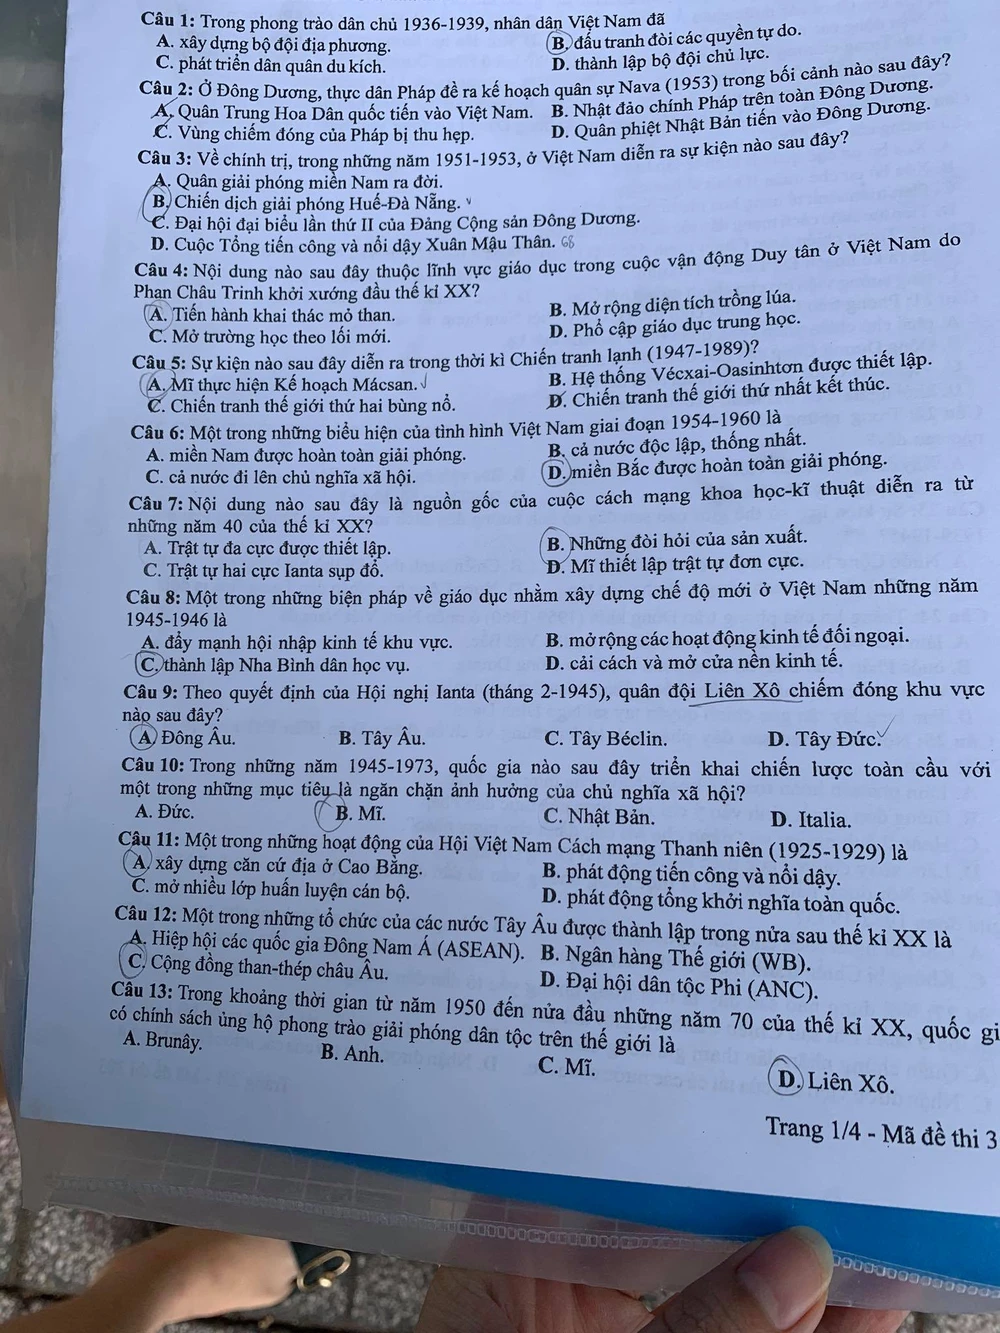 Câu 1: Trong phong trào dân chủ 1936-1939, nhân dân Việt Nam đã
A. xây dựng bộ đội địa phương. B. đấu tranh đòi các quyền tự do.
C. phát triển dân quân du kích. D. thành lập bộ đội chủ lực.
Câu 2: Ở Đông Dương, thực dân Pháp đề ra kế hoạch quân sự Nava (1953) trong bối cảnh nào sau đây?
A. Quân Trung Hoa Dân quốc tiến vào Việt Nam. B. Nhật đảo chính Pháp trên toàn Đông Dương.
C. Vùng chiếm đóng của Pháp bị thu hẹp. D. Quân phiệt Nhật Bản tiến vào Đông Dương.
Câu 3: Về chính trị, trong những năm 1951-1953, ở Việt Nam diễn ra sự kiện nào sau đây?
A. Quân giải phóng miền Nam ra đời.
B. Chiến dịch giải phóng Huế-Đà Nẵng.
C. Đại hội đại biểu lần thứ II của Đảng Cộng sản Đông Dương.
D. Cuộc Tổng tiến công và nổi dậy Xuân Mậu Thân. 68
Câu 4: Nội dung nào sau đây thuộc lĩnh vực giáo dục trong cuộc vận động Duy tân ở Việt Nam do
Phan Châu Trinh khởi xướng đầu thế kỉ XX?
A. Tiến hành khai thác mỏ than. B. Mở rộng diện tích trồng lúa.
C. Mở trường học theo lối mới. D. Phổ cập giáo dục trung học.
Câu 5: Sự kiện nào sau đây diễn ra trong thời kì Chiến tranh lạnh (1947-1989)?
A. Mĩ thực hiện Kế hoạch Mácsan. B. Hệ thống Vécxai-Oasinhtơn được thiết lập.
C. Chiến tranh thế giới thứ hai bùng nổ. D. Chiến tranh thế giới thứ nhất kết thúc.
Câu 6: Một trong những biểu hiện của tình hình Việt Nam giai đoạn 1954-1960 là
A. miền Nam được hoàn toàn giải phóng. B. cả nước độc lập, thống nhất.
C. cả nước đi lên chủ nghĩa xã hội. D. miền Bắc được hoàn toàn giải phóng.
Câu 7: Nội dung nào sau đây là nguồn gốc của cuộc cách mạng khoa học-kĩ thuật diễn ra từ
những năm 40 của thế kỉ XX?
A. Trật tự đa cực được thiết lập. B. Những đòi hỏi của sản xuất.
C. Trật tự hai cực Ianta sụp đổ. D. Mĩ thiết lập trật tự đơn cực.
Câu 8: Một trong những biện pháp về giáo dục nhằm xây dựng chế độ mới ở Việt Nam những năm
1945-1946 là
A. đẩy mạnh hội nhập kinh tế khu vực. B. mở rộng các hoạt động kinh tế đối ngoại.
C. thành lập Nha Bình dân học vụ. D. cải cách và mở cửa nền kinh tế.
Câu 9: Theo quyết định của Hội nghị Ianta (tháng 2-1945), quân đội Liên Xô chiếm đóng khu vực
nào sau đây?
A. Đông Âu. B. Tây Âu. C. Tây Béclin. D. Tây Đức.
Câu 10: Trong những năm 1945-1973, quốc gia nào sau đây triển khai chiến lược toàn cầu với
một trong những mục tiêu là ngăn chặn ảnh hưởng của chủ nghĩa xã hội?
A. Đức. B. Mĩ. C. Nhật Bản. D. Italia.
Câu 11: Một trong những hoạt động của Hội Việt Nam Cách mạng Thanh niên (1925-1929) là
A. xây dựng căn cứ địa ở Cao Bằng. B. phát động tiến công và nổi dậy.
C. mở nhiều lớp huấn luyện cán bộ. D. phát động tổng khởi nghĩa toàn quốc.
Câu 12: Một trong những tổ chức của các nước Tây Âu được thành lập trong nửa sau thế kỉ XX là
A. Hiệp hội các quốc gia Đông Nam Á (ASEAN). B. Ngân hàng Thế giới (WB).
C. Cộng đồng than-thép châu Âu. D. Đại hội dân tộc Phi (ANC).
Câu 13: Trong khoảng thời gian từ năm 1950 đến nửa đầu những năm 70 của thế kỉ XX, quốc gi
có chính sách ủng hộ phong trào giải phóng dân tộc trên thế giới là
A. Brunây. B. Anh. C. Mĩ. D. Liên Xô.
Trang 1/4 - Mã đề thi 3